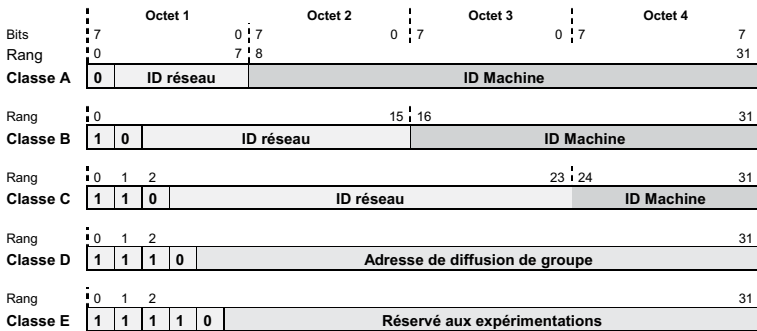 Octet 1 Octet 2 Octet 3 Octet 4
Bits 7 0 7 0 7 0 7 7
Rang 0 7 8 31
Classe A 0 ID réseau ID Machine
Rang 0 15 16 31
Classe B 1 0 ID réseau ID Machine
Rang 0 1 2 23 24 31
Classe C 1 1 0 ID réseau ID Machine
Rang 0 1 2 31
Classe D 1 1 1 0 Adresse de diffusion de groupe
Rang 0 1 2 31
Classe E 1 1 1 1 0 Réservé aux expérimentations